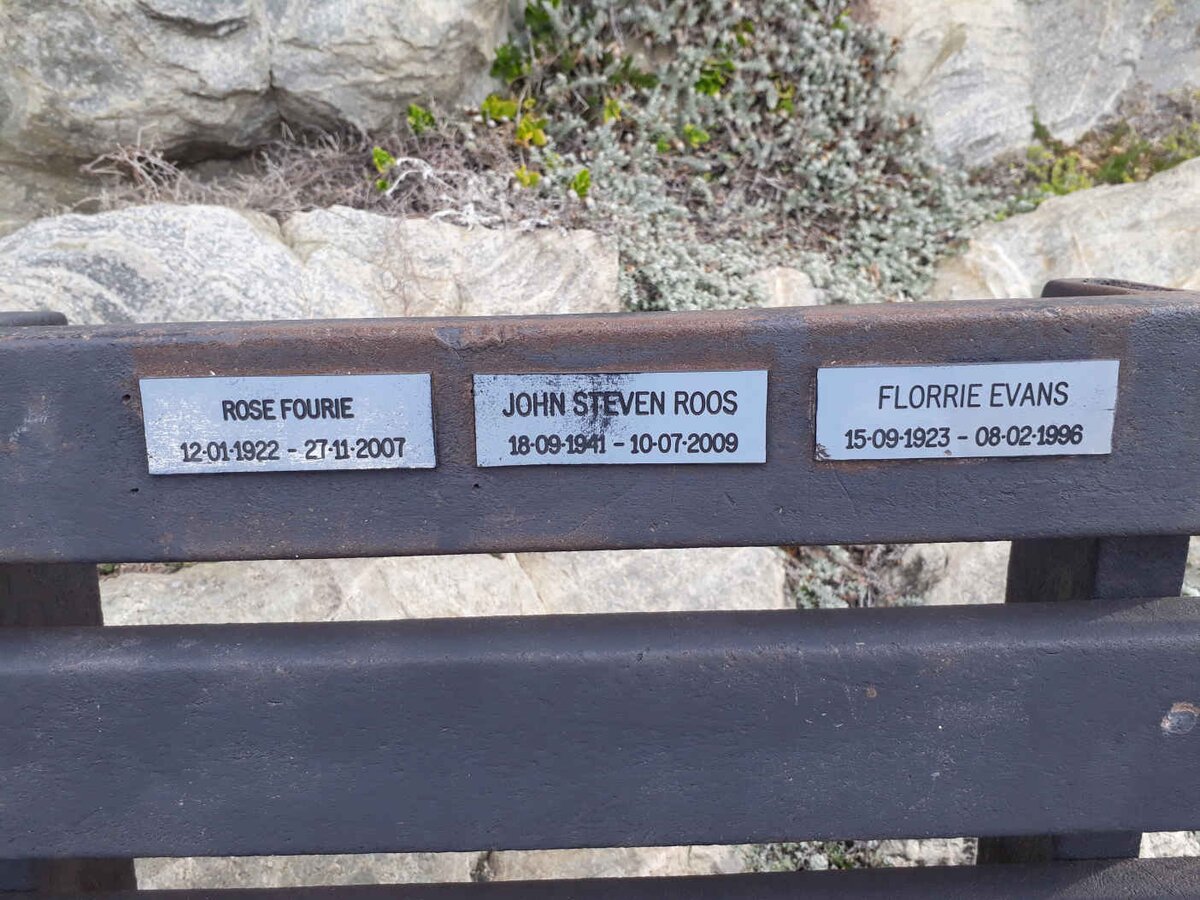 ROSE FOURIE
12·01·1922 - 27·11·2007
JOHN STEVEN ROOS
18·09·1941 - 10·07·2009
FLORRIE EVANS
15·09·1923 - 08·02·1996